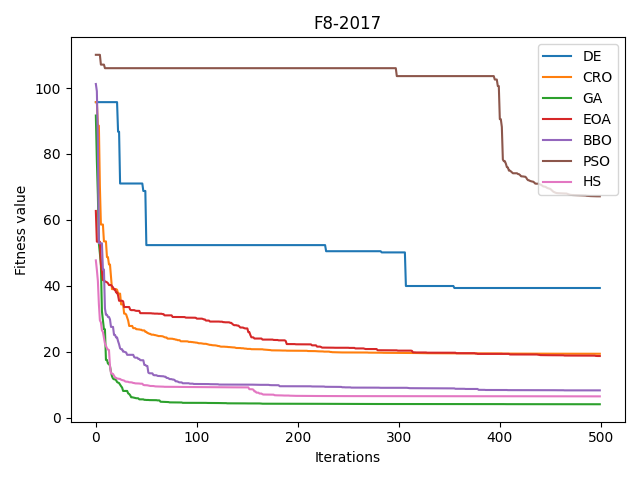 F8-2017
DE
CRO
GA
EOA
BBO
PSO
HS
Fitness value
100
80
60
40
20
0
0
100
200
300
400
500
Iterations